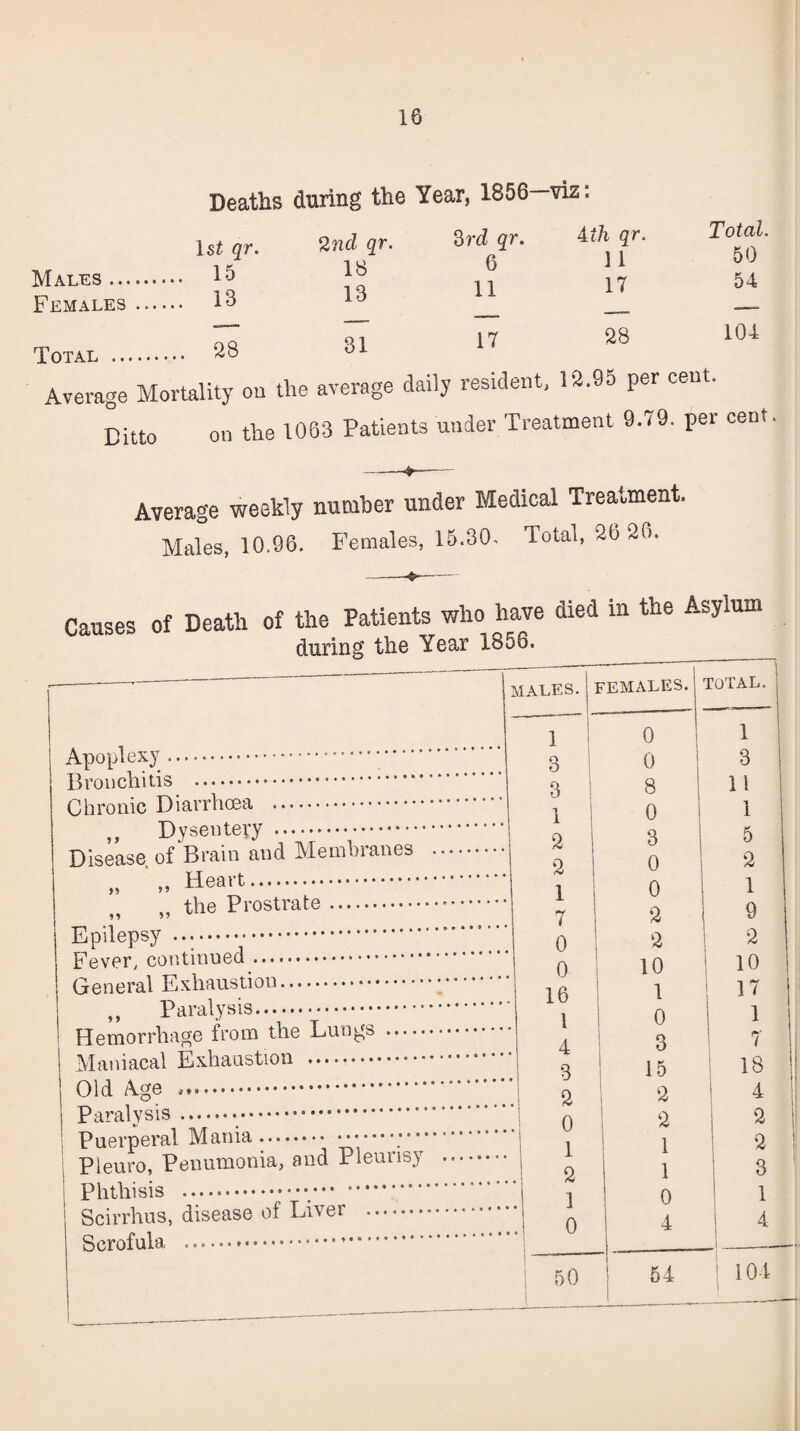 16
Deaths during the Year, 1856—viz:
1st qr. 2nd qr. 3rd qr. 4th qr. Total.
Males .......... 15 18 6 11 50
Females ...... 13 13 11 17 54
Total .......... 28 31 17 28 104
Average Mortality on the average daily resident, 12.95 per cent.
Ditto on the 1063 Patients under Treatment 9.79. per cent.
Average weekly number under Medical Treatment.
Males, 10.96. Females, 15.30. Total, 26 26.
Causes of Death of the Patients who have died in the Asylum
during the Year 1856.
MALES. FEMALES. TOTAL.
Apoplexy 1 0 1
Bronchitis 3 0 3
Chronic Diarrhœa 3 8 11
,, Dysentery 1 0 1
Disease of Brain and Membranes 2 3 5
,, ,, Heart 2 0 2
,, ,, the Prostrate 1 0 1
Epilepsy 7 2 9
Fever, continued 0 2 2
General Exhaustion 0 10 10
,, Paralysis 16 1 17
Hemorrhage from the Lungs 1 0 1
Maniacal Exhaustion 4 3 7
Old Age 3 15 18
Paralysis 2 2 4
Puerperal Mania 0 2 2
Pleuro, Penumonia, and Pleurisy 1 1 2
Phthisis 2 1 3
Scirrhus, disease of Liver 1 0 1
Scrofula 0 4 4
50 54 104